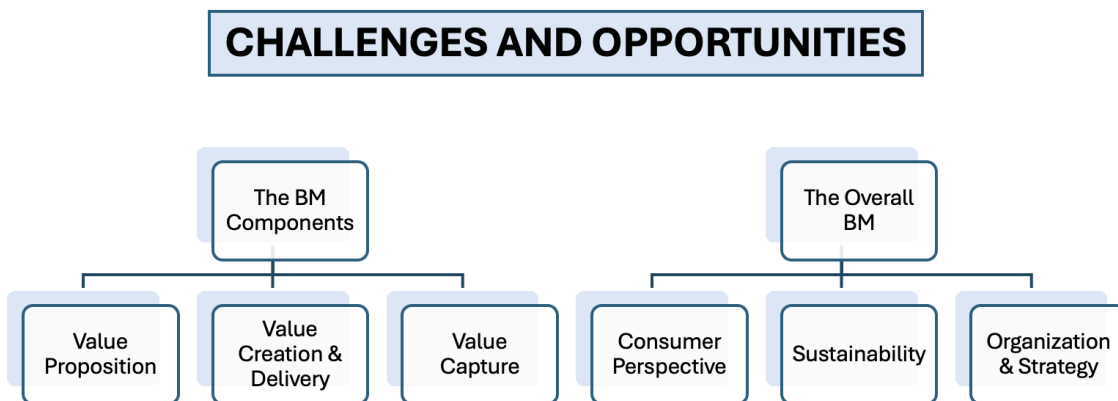 CHALLENGES AND OPPORTUNITIES
The BM
Components
The Overall
BM
Value
Proposition
Value
Creation &
Delivery
Value
Capture
Consumer
Perspective
Sustainability
Organization
& Strategy